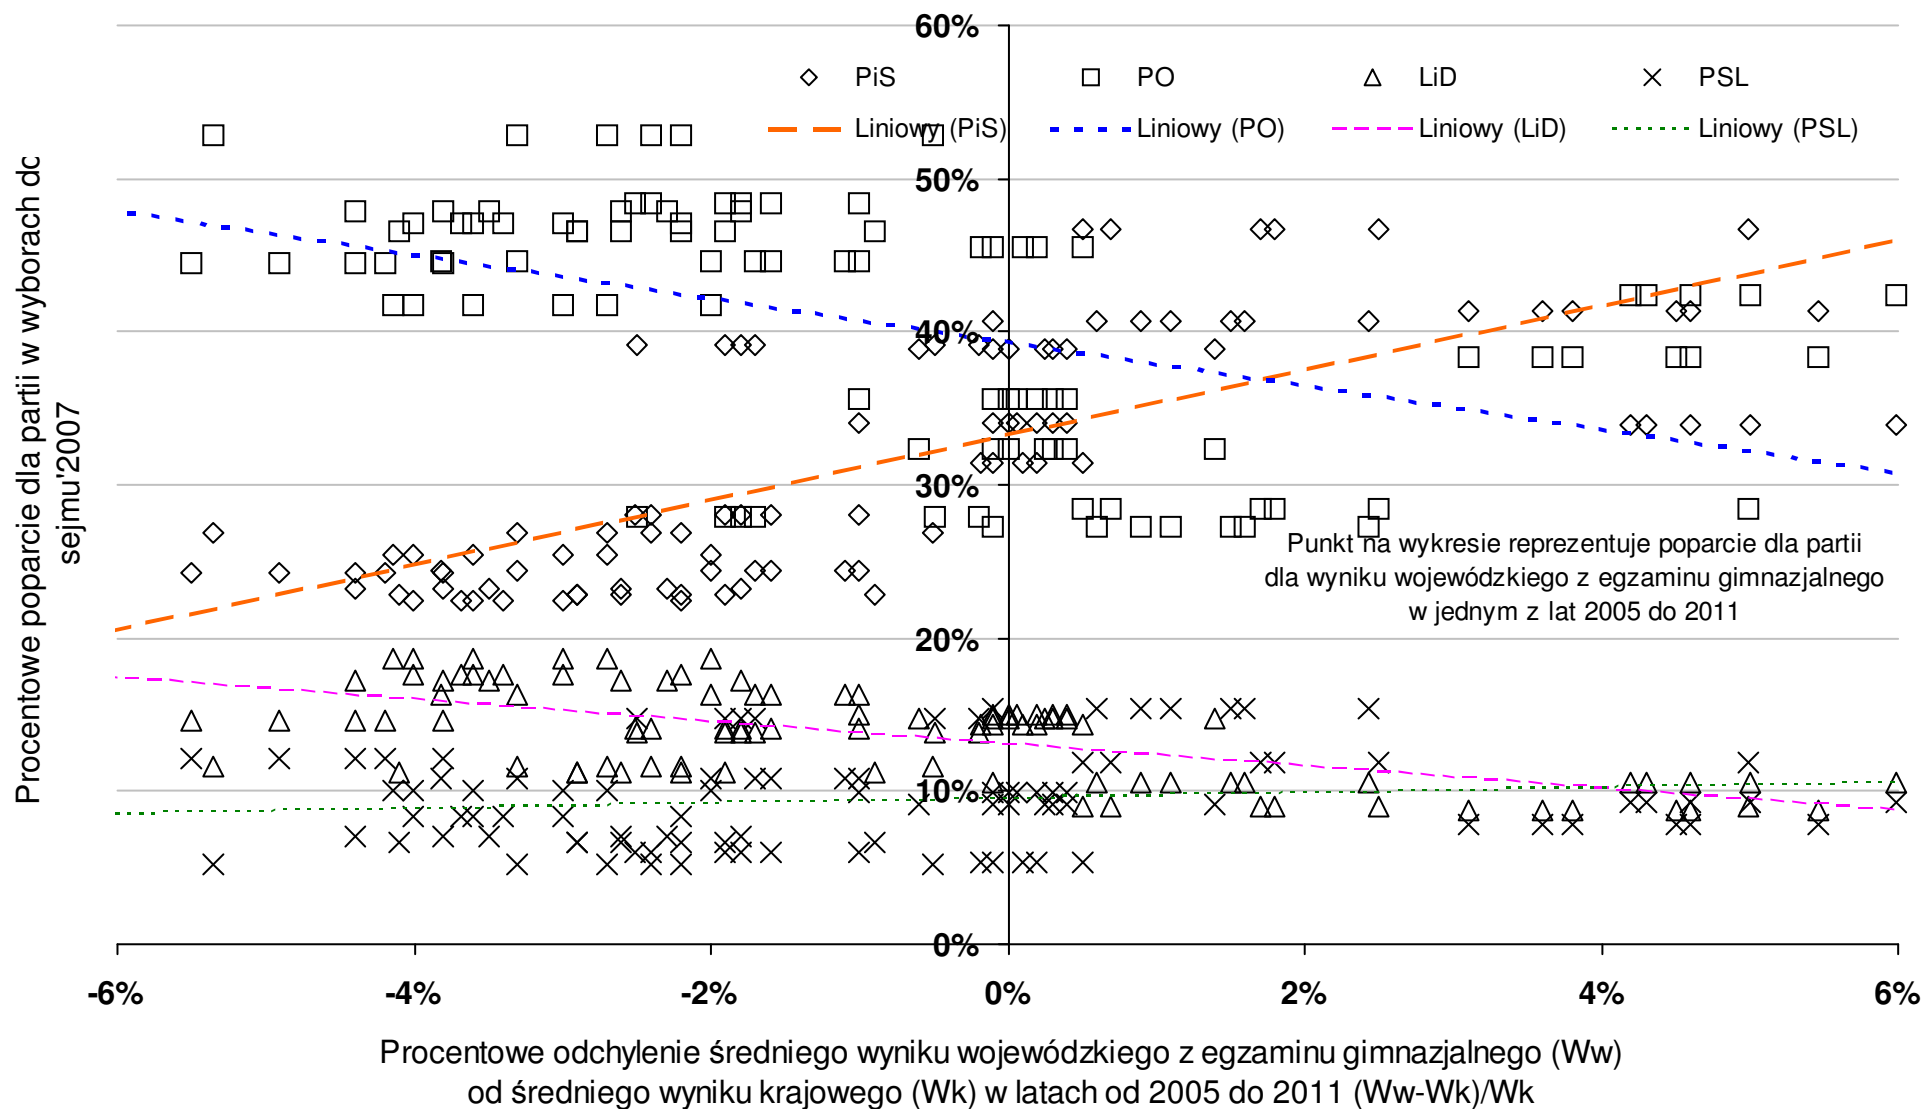 60%
PiS PO LiD PSL
Liniowy (PiS) Liniowy (PO) Liniowy (LiD) Liniowy (PSL)
50%
40%
30%
20%
10%
0%
Procentowe poparcie dla partii w wyborach dc
sejmu'2007
Punkt na wykresie reprezentuje poparcie dla partii
dla wyniku wojewódzkiego z egzaminu gimnazjalnego
w jednym z lat 2005 do 2011
-6% -4% -2% 0% 2% 4% 6%
Procentowe odchylenie średniego wyniku wojewódzkiego z egzaminu gimnazjalnego (Ww)
od średniego wyniku krajowego (Wk) w latach od 2005 do 2011 (Ww-Wk)/Wk